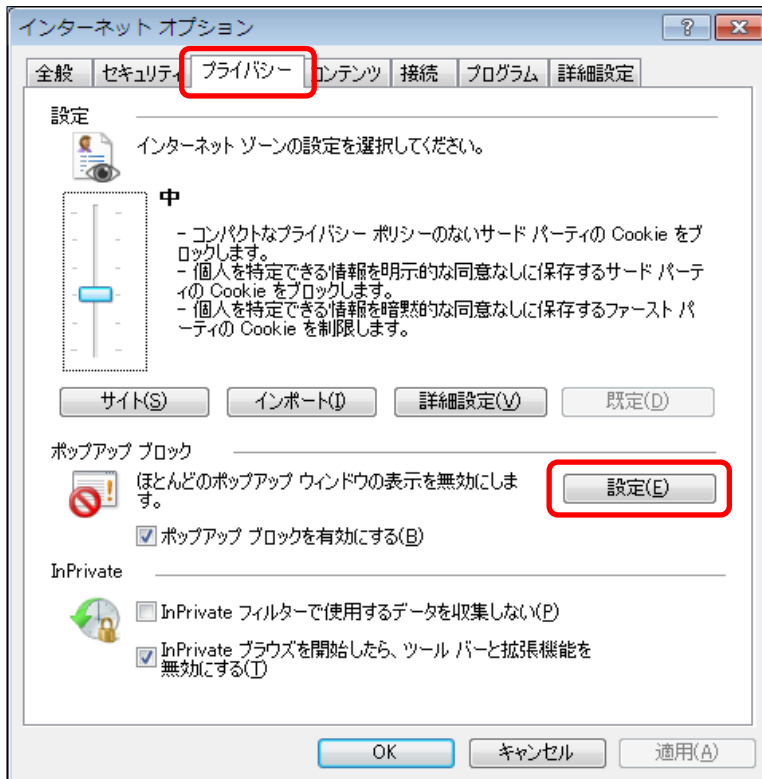 インターネット オプション
全般 セキュリティ プライバシー コンテンツ 接続 プログラム 詳細設定
設定
インターネット ゾーンの設定を選択してください。
中
- コンパクトなプライバシー ポリシーのないサード パーティの Cookie をブ
ロックします。
- 個人を特定できる情報を明示的な同意なしに保存するサード パーテ
ィの Cookie をブロックします。
- 個人を特定できる情報を暗黙的な同意なしに保存するファースト パ
ーティの Cookie を制限します。
サイト(S) インポート(I) 詳細設定(V) 既定(D)
ポップアップ ブロック
ほとんどのポップアップ ウィンドウの表示を無効にしま
す。
設定(E)
ポップアップ ブロックを有効にする(B)
InPrivate
InPrivate フィルターで使用するデータを収集しない(P)
InPrivate ブラウズを開始したら、ツール バーと拡張機能を
無効にする(T)
OK キャンセル 適用(A)